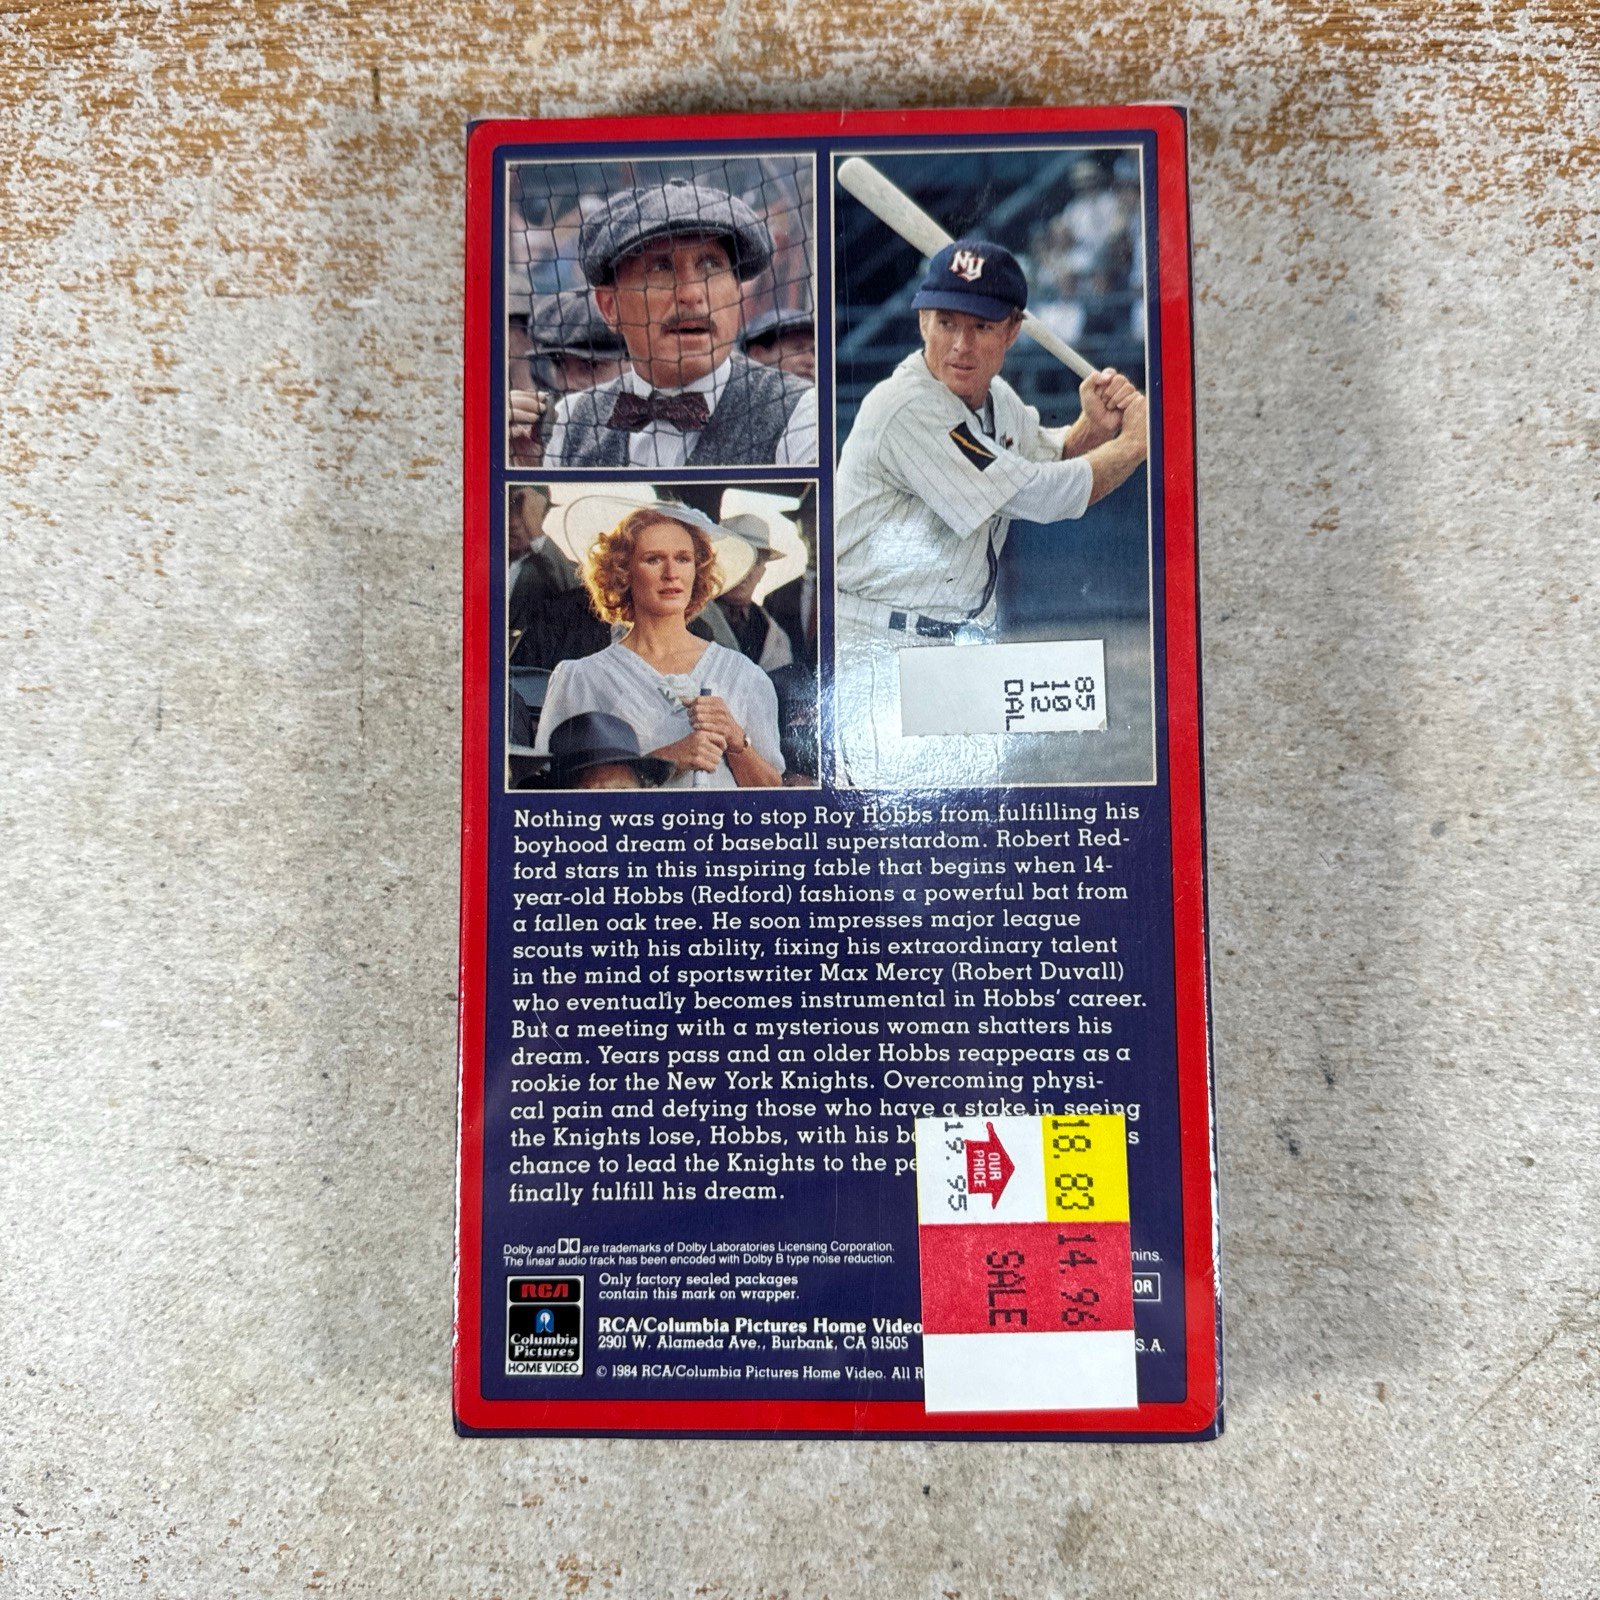 NY
85
10
12
DAL
Nothing was going to stop Roy Hobbs from fulfilling his
boyhood dream of baseball superstardom. Robert Red-
ford stars in this inspiring fable that begins when 14-
year-old Hobbs (Redford) fashions a powerful bat from
a fallen oak tree. He soon impresses major league
scouts with his ability, fixing his extraordinary talent
in the mind of sportswriter Max Mercy (Robert Duvall)
who eventually becomes instrumental in Hobbs' career.
But a meeting with a mysterious woman shatters his
dream. Years pass and an older Hobbs reappears as a
rookie for the New York Knights. Overcoming physi-
cal pain and defying those who have a stake in seeing
the Knights lose, Hobbs, with his
chance to lead the Knights to the
finally fulfill his dream.
18.83
OUR
PRICE
19.95
14.96
SALE
Dolby and DD are trademarks of Dolby Laboratories Licensing Corporation.
The linear audio track has been encoded with Dolby B type noise reduction.
mins.
OR
Only factory sealed packages
contain this mark on wrapper.
RCA
Columbia
Pictures
HOME VIDEO
RCA/Columbia Pictures Home Video
2901 W. Alameda Ave., Burbank, CA 91505
S.A.
© 1984 RCA/Columbia Pictures Home Video. All R